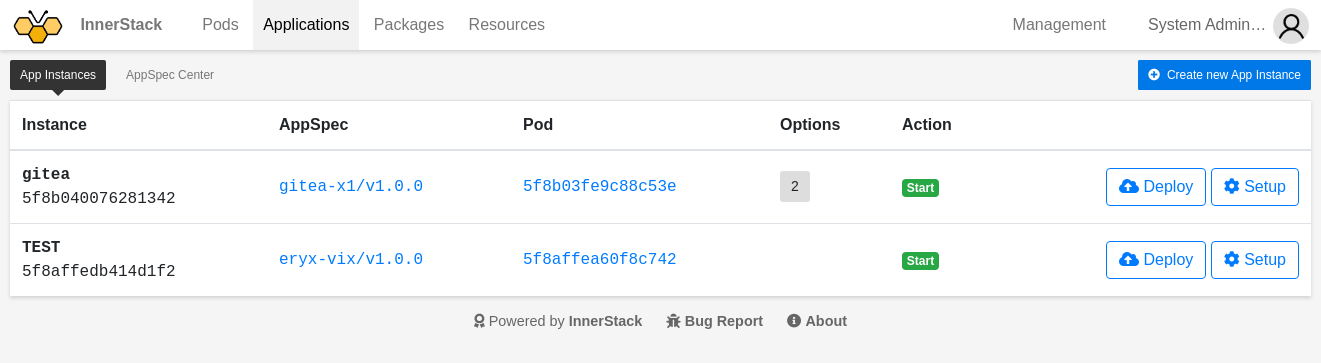 InnerStack Pods Applications Packages Resources Management System Admin…
App Instances AppSpec Center Create new App Instance
Instance AppSpec Pod Options Action
gitea
5f8b040076281342 gitea-x1/v1.0.0 5f8b03fe9c88c53e 2 Start Deploy Setup
TEST
5f8affedb414d1f2 eryx-vix/v1.0.0 5f8affea60f8c742 Start Deploy Setup
Powered by InnerStack Bug Report About